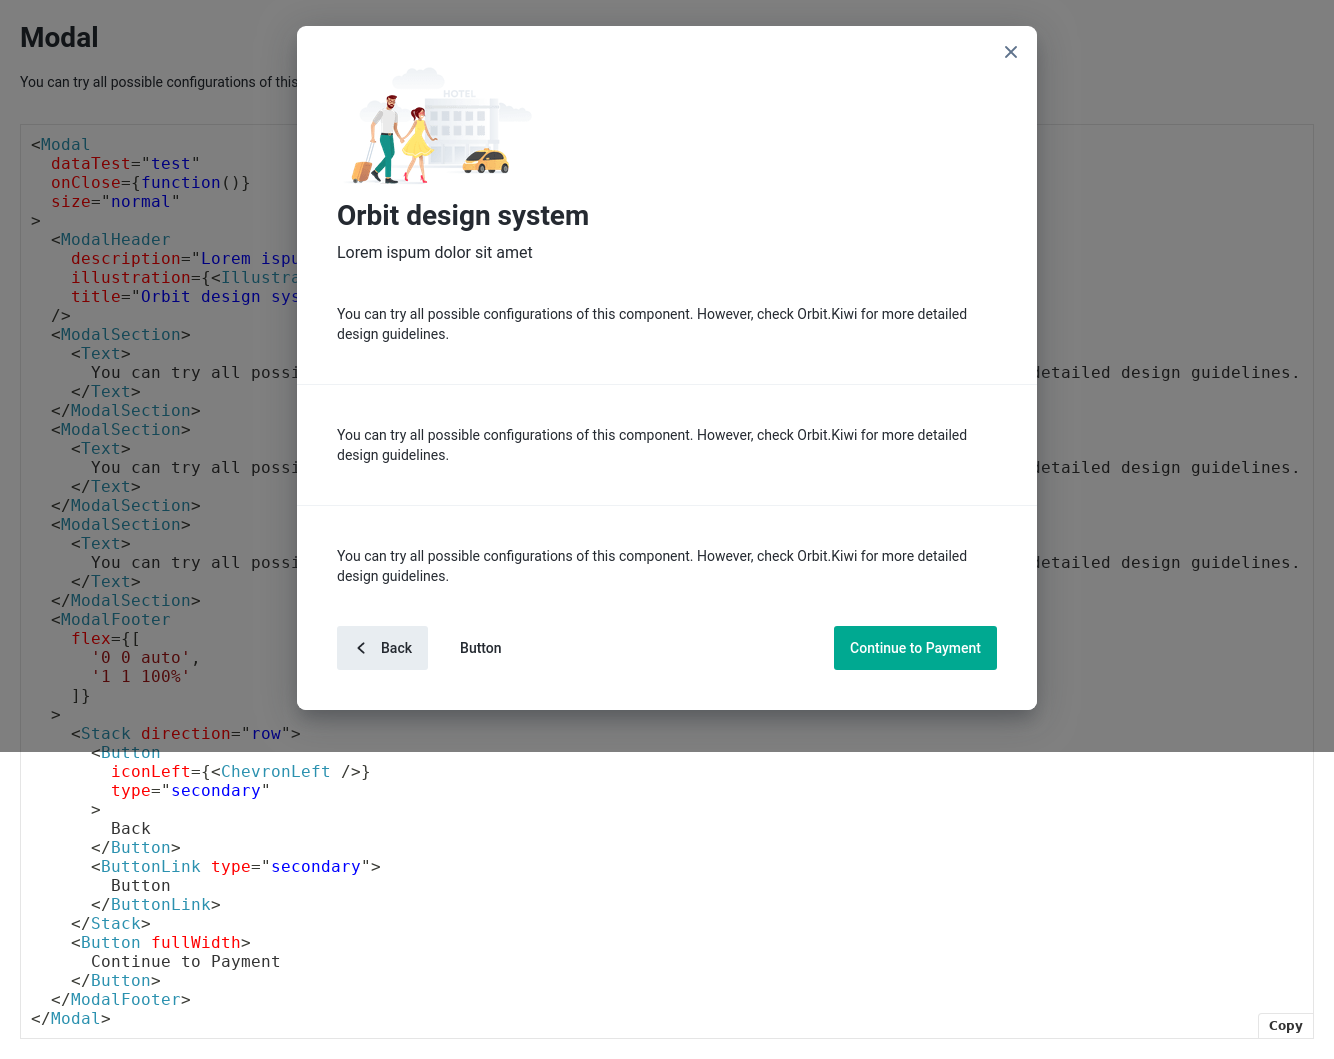 Modal
You can try all possible configurations of this
<Modal
dataTest="test"
onClose={function()}
size="normal"
>
<ModalHeader
description="Lorem ispu
illustration={<Illustra
title="Orbit design sys
/>
<ModalSection>
<Text>
You can try all possi detailed design guidelines.
</Text>
</ModalSection>
<ModalSection>
<Text>
You can try all possi detailed design guidelines.
</Text>
</ModalSection>
<ModalSection>
<Text>
You can try all possi detailed design guidelines.
</Text>
</ModalSection>
<ModalFooter
flex={[
'0 0 auto',
'1 1 100%'
]}
>
<Stack direction="row">
<Button
iconLeft={<ChevronLeft />}
type="secondary"
>
Back
</Button>
<ButtonLink type="secondary">
Button
</ButtonLink>
</Stack>
<Button fullWidth>
Continue to Payment
</Button>
</ModalFooter>
</Modal>
Copy
HOTEL
Orbit design system
Lorem ispum dolor sit amet
You can try all possible configurations of this component. However, check Orbit.Kiwi for more detailed
design guidelines.
You can try all possible configurations of this component. However, check Orbit.Kiwi for more detailed
design guidelines.
You can try all possible configurations of this component. However, check Orbit.Kiwi for more detailed
design guidelines.
Back Button Continue to Payment